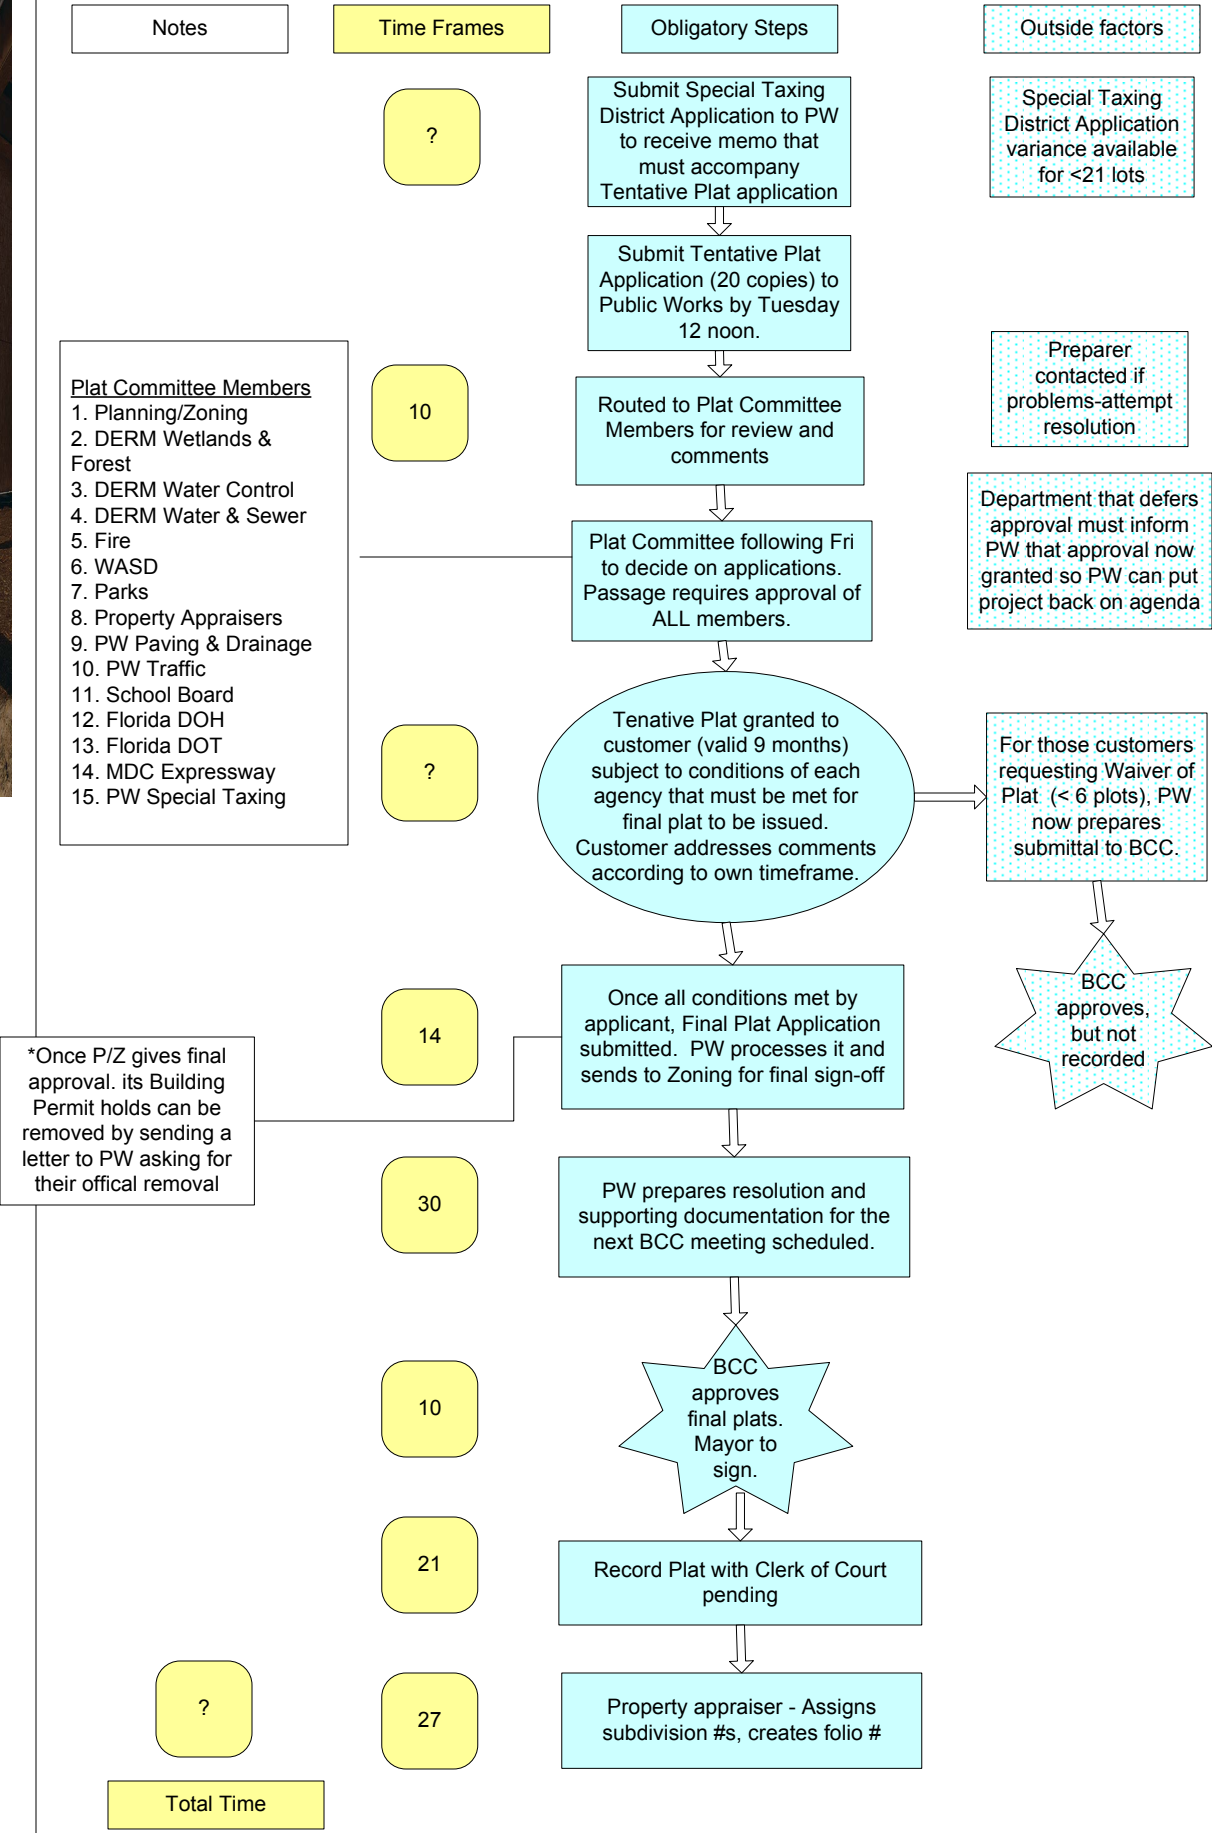 Notes
Time Frames
Obligatory Steps
Outside factors
?
Submit Special Taxing
District Application to PW
to receive memo that
must accompany
Tentative Plat application
Special Taxing
District Application
variance available
for <21 lots
Submit Tentative Plat
Application (20 copies) to
Public Works by Tuesday
12 noon.
Plat Committee Members
1. Planning/Zoning
2. DERM Wetlands &
Forest
3. DERM Water Control
4. DERM Water & Sewer
5. Fire
6. WASD
7. Parks
8. Property Appraisers
9. PW Paving & Drainage
10. PW Traffic
11. School Board
12. Florida DOH
13. Florida DOT
14. MDC Expressway
15. PW Special Taxing
10
Routed to Plat Committee
Members for review and
comments
Preparer
contacted if
problems-attempt
resolution
Plat Committee following Fri
to decide on applications.
Passage requires approval of
ALL members.
Department that defers
approval must inform
PW that approval now
granted so PW can put
project back on agenda
?
Tenative Plat granted to
customer (valid 9 months)
subject to conditions of each
agency that must be met for
final plat to be issued.
Customer addresses comments
according to own timeframe.
For those customers
requesting Waiver of
Plat (< 6 plots), PW
now prepares
submittal to BCC.
BCC
approves,
but not
recorded
14
Once all conditions met by
applicant, Final Plat Application
submitted. PW processes it and
sends to Zoning for final sign-off
*Once P/Z gives final
approval. its Building
Permit holds can be
removed by sending a
letter to PW asking for
their offical removal
30
PW prepares resolution and
supporting documentation for the
next BCC meeting scheduled.
10
BCC
approves
final plats.
Mayor to
sign.
21
Record Plat with Clerk of Court
pending
?
27
Property appraiser - Assigns
subdivision #s, creates folio #
Total Time